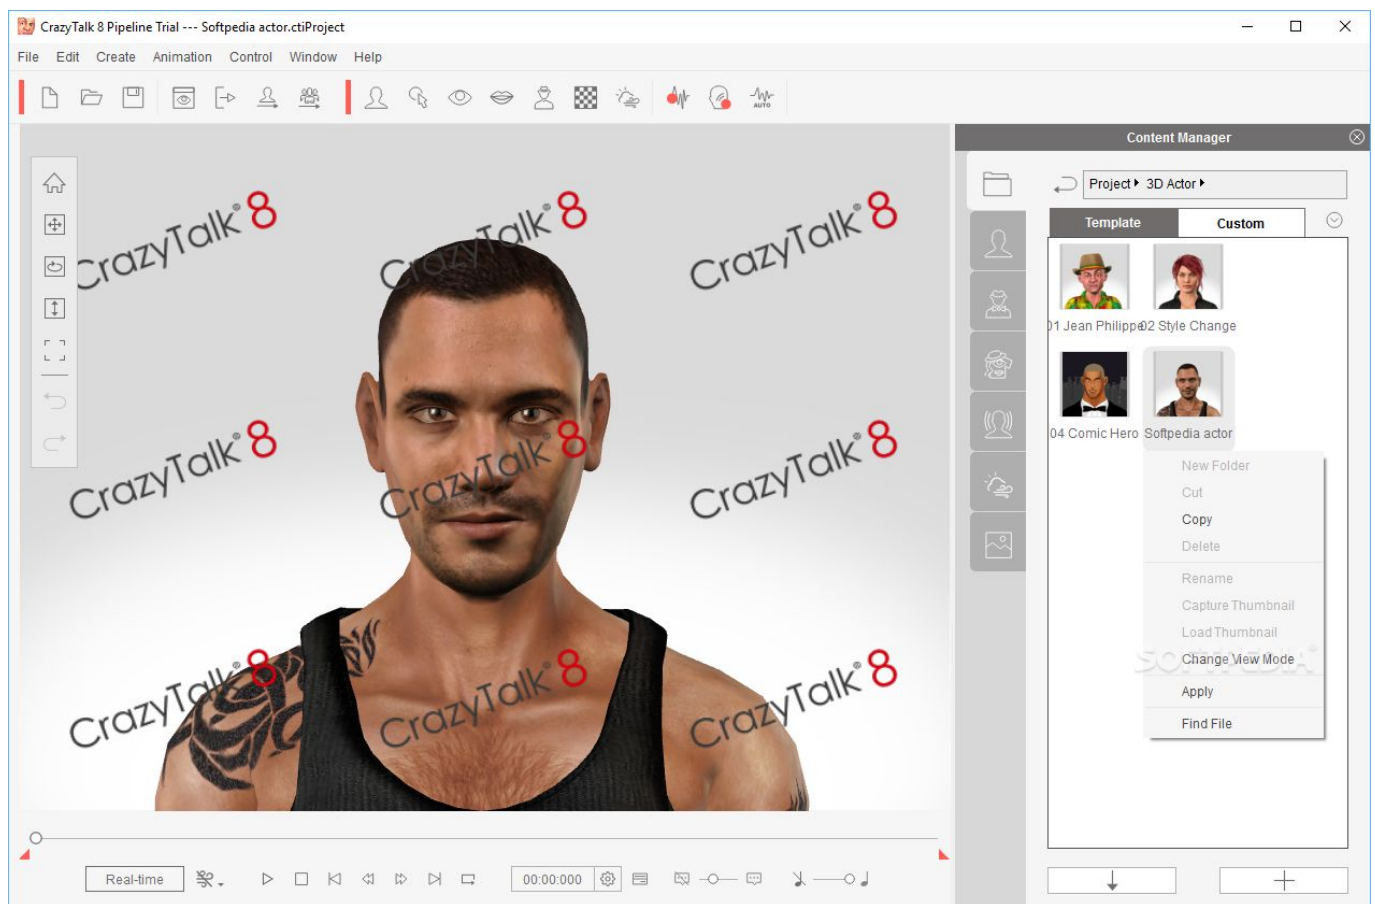 CrazyTalk 8 Pipeline Trial --- Softpedia actor.ctiProject
File Edit Create Animation Control Window Help
AUTO
Content Manager
Project 3D Actor
Template Custom
CrazyTalk® 8 CrazyTalk® 8 CrazyTalk® 8
01 Jean Philippe 02 Style Change
04 Comic Hero Softpedia actor
CrazyTalk® 8 CrazyTalk® 8 CrazyTalk® 8
New Folder
Cut
Copy
Delete
Rename
Capture Thumbnail
Load Thumbnail
SOFTPEDIA®
Change View Mode
Apply
Find File
CrazyTalk® 8 CrazyTalk® 8 CrazyTalk® 8
Real-time 00:00:000